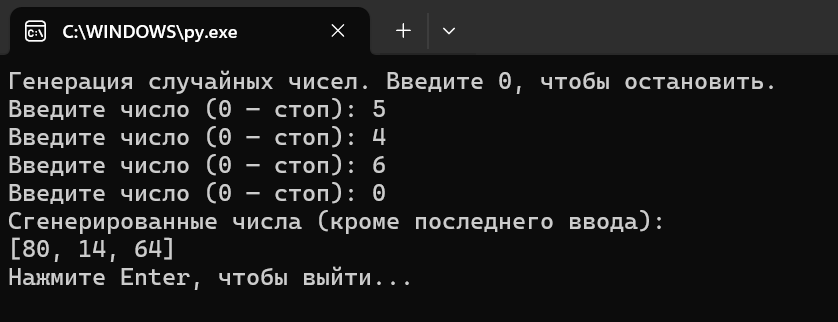 C:\WINDOWS\py.exe
Генерация случайных чисел. Введите 0, чтобы остановить.
Введите число (0 — стоп): 5
Введите число (0 — стоп): 4
Введите число (0 — стоп): 6
Введите число (0 — стоп): 0
Сгенерированные числа (кроме последнего ввода):
[80, 14, 64]
Нажмите Enter, чтобы выйти...